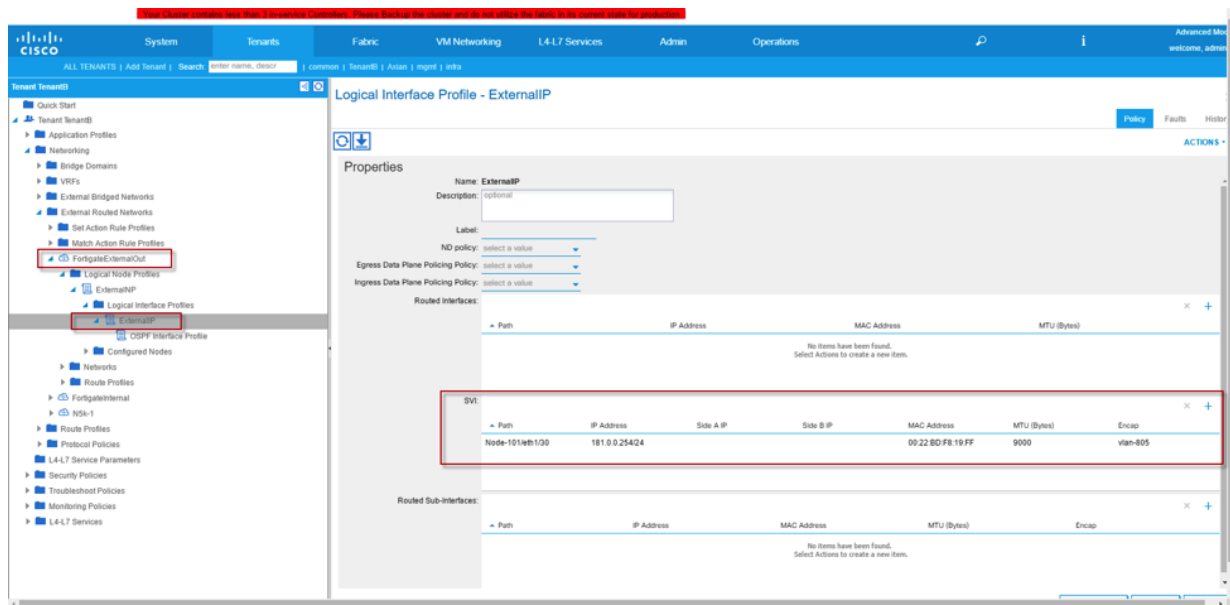 Your Cluster contains less than 3 in-service Controllers. Please Backup the cluster and do not utilize the fabric in its current state for production.
CISCO
System Tenants Fabric VM Networking L4-L7 Services Admin Operations i
Advanced Mod
welcome, admin
ALL TENANTS | Add Tenant | Search: enter name, descr | common | TenantB | Axian | mgmt | infra
Tenant TenantB
Quick Start
Tenant TenantB
Application Profiles
Networking
Bridge Domains
VRFs
External Bridged Networks
External Routed Networks
Set Action Rule Profiles
Match Action Rule Profiles
FortigateExternalOut
Logical Node Profiles
ExternalNP
Logical Interface Profiles
ExternalIP
OSPF Interface Profile
Configured Nodes
Networks
Route Profiles
FortigateInternal
N5k-1
Route Profiles
Protocol Policies
L4-L7 Service Parameters
Security Policies
Troubleshoot Policies
Monitoring Policies
L4-L7 Services
Logical Interface Profile - ExternalIP
Policy Faults Histor
ACTIONS
Properties
Name: ExternalIP
Description: optional
Label:
ND policy: select a value
Egress Data Plane Policing Policy: select a value
Ingress Data Plane Policing Policy: select a value
Routed Interfaces:
Path IP Address MAC Address MTU (Bytes)
No items have been found.
Select Actions to create a new item.
SVI:
Path IP Address Side A IP Side B IP MAC Address MTU (Bytes) Encap
Node-101/eth1/30 181.0.0.254/24 00:22:BD:F8:19:FF 9000 vlan-805
Routed Sub-Interfaces:
Path IP Address MAC Address MTU (Bytes) Encap
No items have been found.
Select Actions to create a new item.